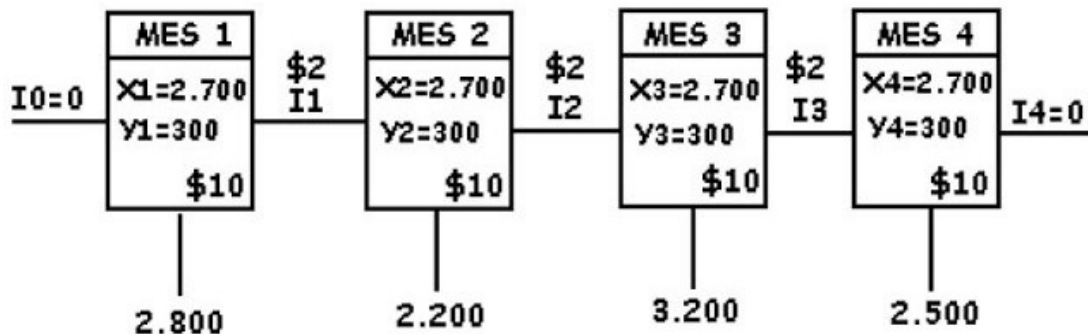 MES 1
MES 2
MES 3
MES 4
I0=0
X1=2.700
Y1=300
$10
$2
I1
X2=2.700
Y2=300
$10
$2
I2
X3=2.700
Y3=300
$10
$2
I3
X4=2.700
Y4=300
$10
I4=0
2.800
2.200
3.200
2.500